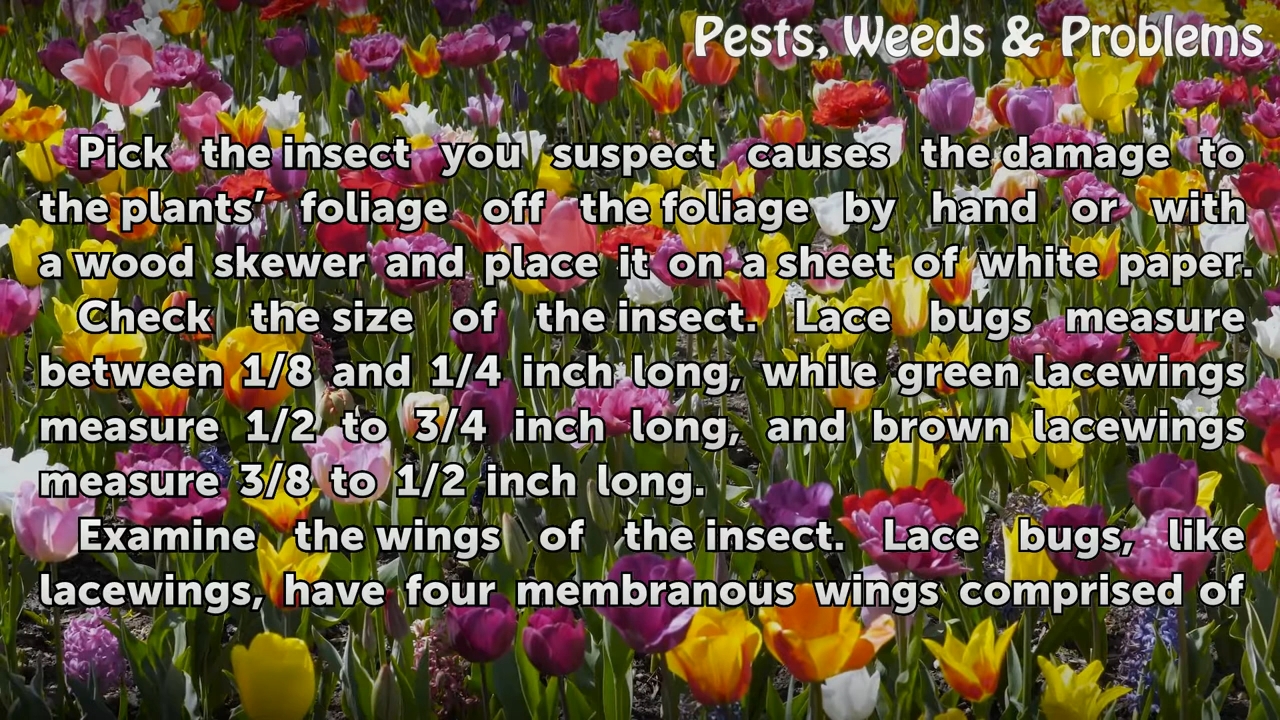 Pests, Weeds & Problems
Pick the insect you suspect causes the damage to
the plants’ foliage off the foliage by hand or with
a wood skewer and place it on a sheet of white paper.
Check the size of the insect. Lace bugs measure
between 1/8 and 1/4 inch long, while green lacewings
measure 1/2 to 3/4 inch long, and brown lacewings
measure 3/8 to 1/2 inch long.
Examine the wings of the insect. Lace bugs, like
lacewings, have four membranous wings comprised of